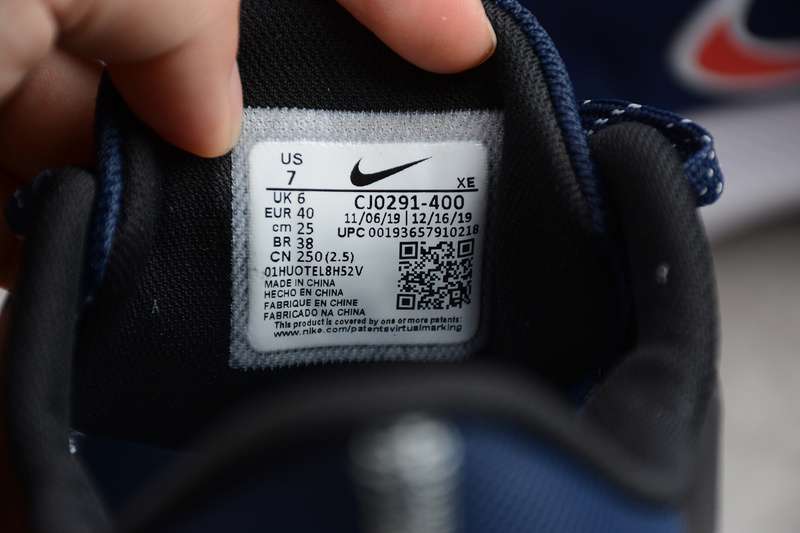 US
7
XE
UK 6
EUR 40
cm 25
BR 38
CN 250(2.5)
CJ0291-400
11/06/19 | 12/16/19
UPC 00193657910218
01HUOTEL8H52V
MADE IN CHINA
HECHO EN CHINA
FABRIQUE EN CHINE
FABRICADO NA CHINA
This product is covered by one or more patents:
www.nike.com/patentsvirtualmarking